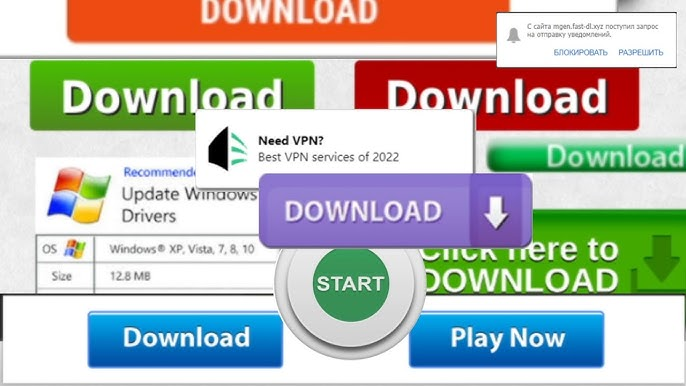 DOWNLOAD
С сайта mgen.fast-dl.xyz поступил запрос
на отправку уведомлений.
БЛОКИРОВАТЬ РАЗРЕШИТЬ
Download
Download
Need VPN?
Best VPN services of 2022
Download
Recommende
Update Windows
Drivers
DOWNLOAD
OS Windows® XP, Vista, 7, 8, 10
Size 12.8 MB
Click here to
DOWNLOAD
START
Download
Play Now